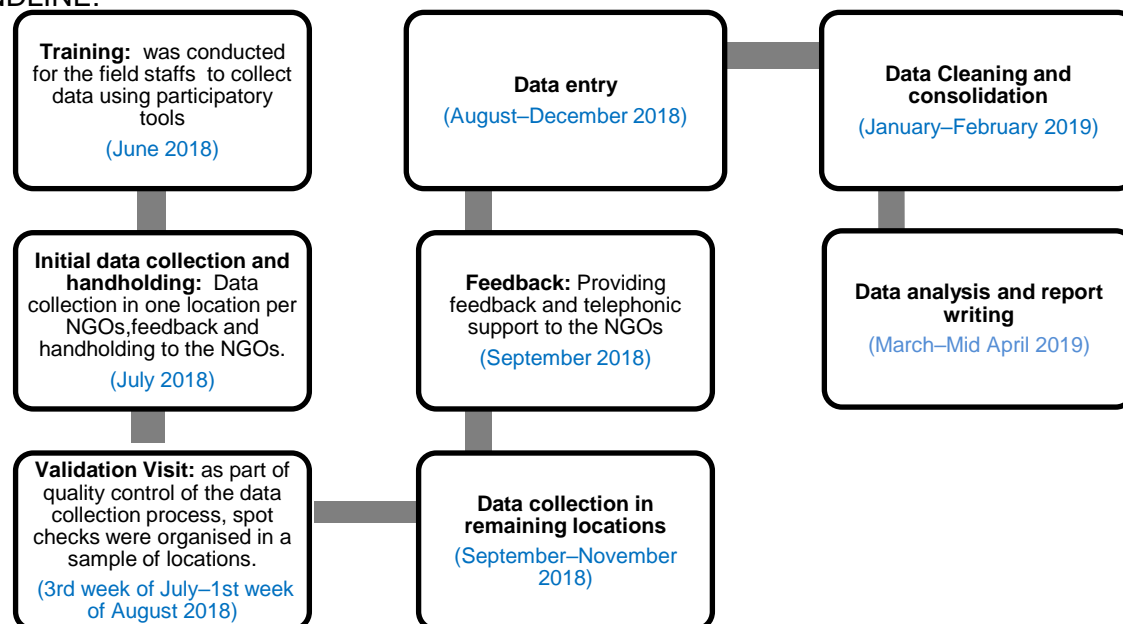 Training: was conducted
for the field staffs to collect
data using participatory
tools
(June 2018)
Initial data collection and
handholding: Data
collection in one location per
NGOs,feedback and
handholding to the NGOs.
(July 2018)
Validation Visit: as part of
quality control of the data
collection process, spot
checks were organised in a
sample of locations.
(3rd week of July–1st week
of August 2018)
Data collection in
remaining locations
(September–November
2018)
Feedback: Providing
feedback and telephonic
support to the NGOs
(September 2018)
Data entry
(August–December 2018)
Data Cleaning and
consolidation
(January–February 2019)
Data analysis and report
writing
(March–Mid April 2019)